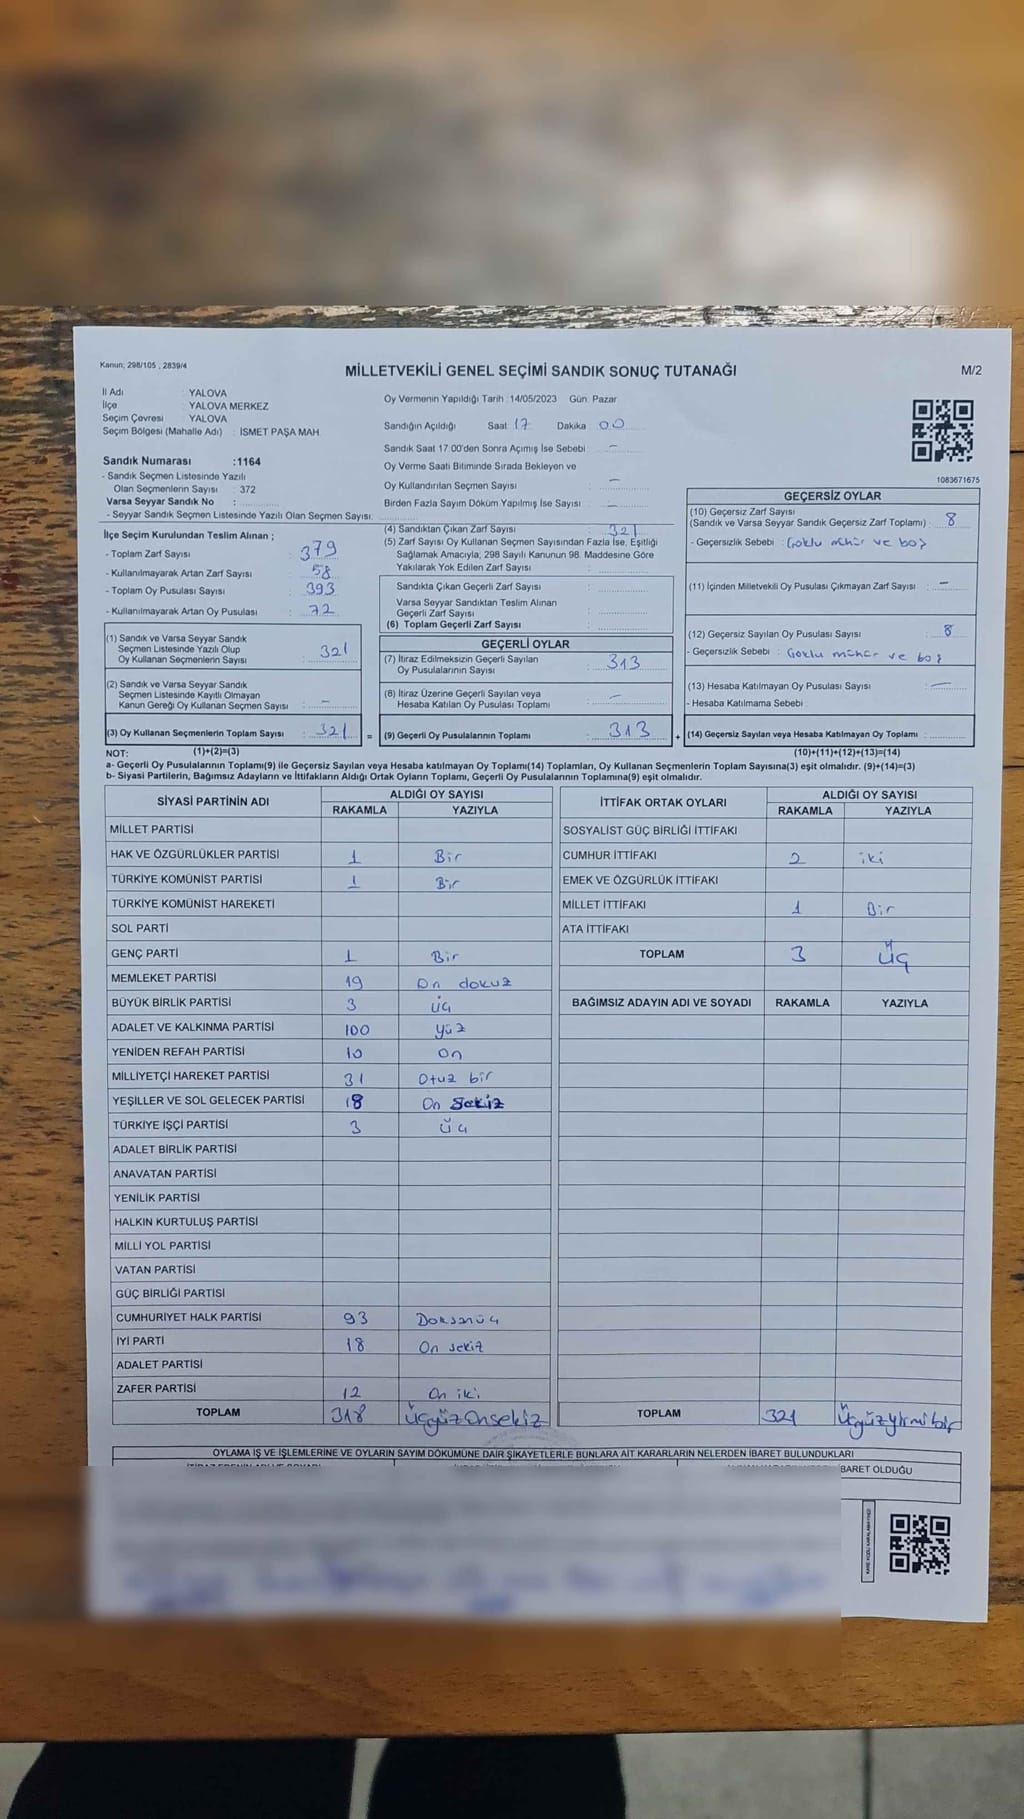 Kanun; 298/105 , 2839/4
MİLLETVEKİLİ GENEL SEÇİMİ SANDIK SONUÇ TUTANAĞI
M/2
İl Adı : YALOVA
İlçe : YALOVA MERKEZ
Seçim Çevresi : YALOVA
Seçim Bölgesi (Mahalle Adı) : İSMET PAŞA MAH
Sandık Numarası :1164
- Sandık Seçmen Listesinde Yazılı
Olan Seçmenlerin Sayısı : 372
Varsa Seyyar Sandık No :
- Seyyar Sandık Seçmen Listesinde Yazılı Olan Seçmen Sayısı:
Oy Vermenin Yapıldığı Tarih :14/05/2023 Gün: Pazar
Sandığın Açıldığı Saat 17 Dakika 00
Sandık Saat 17.00'den Sonra Açımış İse Sebebi : –
Oy Verme Saati Bitiminde Sırada Bekleyen ve
Oy Kullandırılan Seçmen Sayısı : –
Birden Fazla Sayım Döküm Yapılmış İse Sayısı : –
1083671675
İlçe Seçim Kurulundan Teslim Alınan ;
- Toplam Zarf Sayısı : 379
- Kullanılmayarak Artan Zarf Sayısı : 58
- Toplam Oy Pusulası Sayısı : 393
- Kullanılmayarak Artan Oy Pusulası : 72
(1) Sandık ve Varsa Seyyar Sandık
Seçmen Listesinde Yazılı Olup
Oy Kullanan Seçmenlerin Sayısı : 321
(2) Sandık ve Varsa Seyyar Sandık
Seçmen Listesinde Kayıtlı Olmayan
Kanun Gereği Oy Kullanan Seçmen Sayısı : –
(3) Oy Kullanan Seçmenlerin Toplam Sayısı : 321 =
(4) Sandıktan Çıkan Zarf Sayısı : 321
(5) Zarf Sayısı Oy Kullanan Seçmen Sayısından Fazla İse, Eşitliği
Sağlamak Amacıyla; 298 Sayılı Kanunun 98. Maddesine Göre
Yakılarak Yok Edilen Zarf Sayısı :
Sandıkta Çıkan Geçerli Zarf Sayısı :
Varsa Seyyar Sandıktan Teslim Alınan
Geçerli Zarf Sayısı :
(6) Toplam Geçerli Zarf Sayısı :
GEÇERLİ OYLAR
(7) İtiraz Edilmeksizin Geçerli Sayılan
Oy Pusulalarının Sayısı : 313
(8) İtiraz Üzerine Geçerli Sayılan veya
Hesaba Katılan Oy Pusulası Toplamı : –
(9) Geçerli Oy Pusulalarının Toplamı : 313 +
GEÇERSİZ OYLAR
(10) Geçersiz Zarf Sayısı
(Sandık ve Varsa Seyyar Sandık Geçersiz Zarf Toplamı) : 8
- Geçersizlik Sebebi : Çoklu mühür ve boş
(11) İçinden Milletvekili Oy Pusulası Çıkmayan Zarf Sayısı : –
(12) Geçersiz Sayılan Oy Pusulası Sayısı : 8
- Geçersizlik Sebebi : Çoklu mühür ve boş
(13) Hesaba Katılmayan Oy Pusulası Sayısı : –
- Hesaba Katılmama Sebebi :
(14) Geçersiz Sayılan veya Hesaba Katılmayan Oy Toplamı :
NOT: (1)+(2)=(3) (10)+(11)+(12)+(13)=(14)
a- Geçerli Oy Pusulalarının Toplamı(9) ile Geçersiz Sayılan veya Hesaba katılmayan Oy Toplamı(14) Toplamları, Oy Kullanan Seçmenlerin Toplam Sayısına(3) eşit olmalıdır. (9)+(14)=(3)
b- Siyasi Partilerin, Bağımsız Adayların ve İttifakların Aldığı Ortak Oyların Toplamı, Geçerli Oy Pusulalarının Toplamına(9) eşit olmalıdır.
SİYASİ PARTİNİN ADI ALDIĞI OY SAYISI
RAKAMLA YAZIYLA
MİLLET PARTİSİ
HAK VE ÖZGÜRLÜKLER PARTİSİ 1 Bir
TÜRKİYE KOMÜNİST PARTİSİ 1 Bir
TÜRKİYE KOMÜNİST HAREKETİ
SOL PARTİ
GENÇ PARTİ 1 Bir
MEMLEKET PARTİSİ 19 On dokuz
BÜYÜK BİRLİK PARTİSİ 3 üç
ADALET VE KALKINMA PARTİSİ 100 yüz
YENİDEN REFAH PARTİSİ 10 On
MİLLİYETÇİ HAREKET PARTİSİ 31 Otuz bir
YEŞİLLER VE SOL GELECEK PARTİSİ 18 On Sekiz
TÜRKİYE İŞÇİ PARTİSİ 3 üç
ADALET BİRLİK PARTİSİ
ANAVATAN PARTİSİ
YENİLİK PARTİSİ
HALKIN KURTULUŞ PARTİSİ
MİLLİ YOL PARTİSİ
VATAN PARTİSİ
GÜÇ BİRLİĞİ PARTİSİ
CUMHURİYET HALK PARTİSİ 93 Doksanüç
İYİ PARTİ 18 On sekiz
ADALET PARTİSİ
ZAFER PARTİSİ 12 On iki
TOPLAM 318 ÜçyüzOnsekiz
İTTİFAK ORTAK OYLARI ALDIĞI OY SAYISI
RAKAMLA YAZIYLA
SOSYALİST GÜÇ BİRLİĞİ İTTİFAKI
CUMHUR İTTİFAKI 2 iki
EMEK VE ÖZGÜRLÜK İTTİFAKI
MİLLET İTTİFAKI 1 Bir
ATA İTTİFAKI
TOPLAM 3 Üç
BAĞIMSIZ ADAYIN ADI VE SOYADI RAKAMLA YAZIYLA
TOPLAM 321 Üçyüzyirmibir
OYLAMA İŞ VE İŞLEMLERİNE VE OYLARIN SAYIM DÖKÜMÜNE DAİR ŞİKAYETLERLE BUNLARA AİT KARARLARIN NELERDEN İBARET BULUNDUKLARI
BARET OLDUĞU